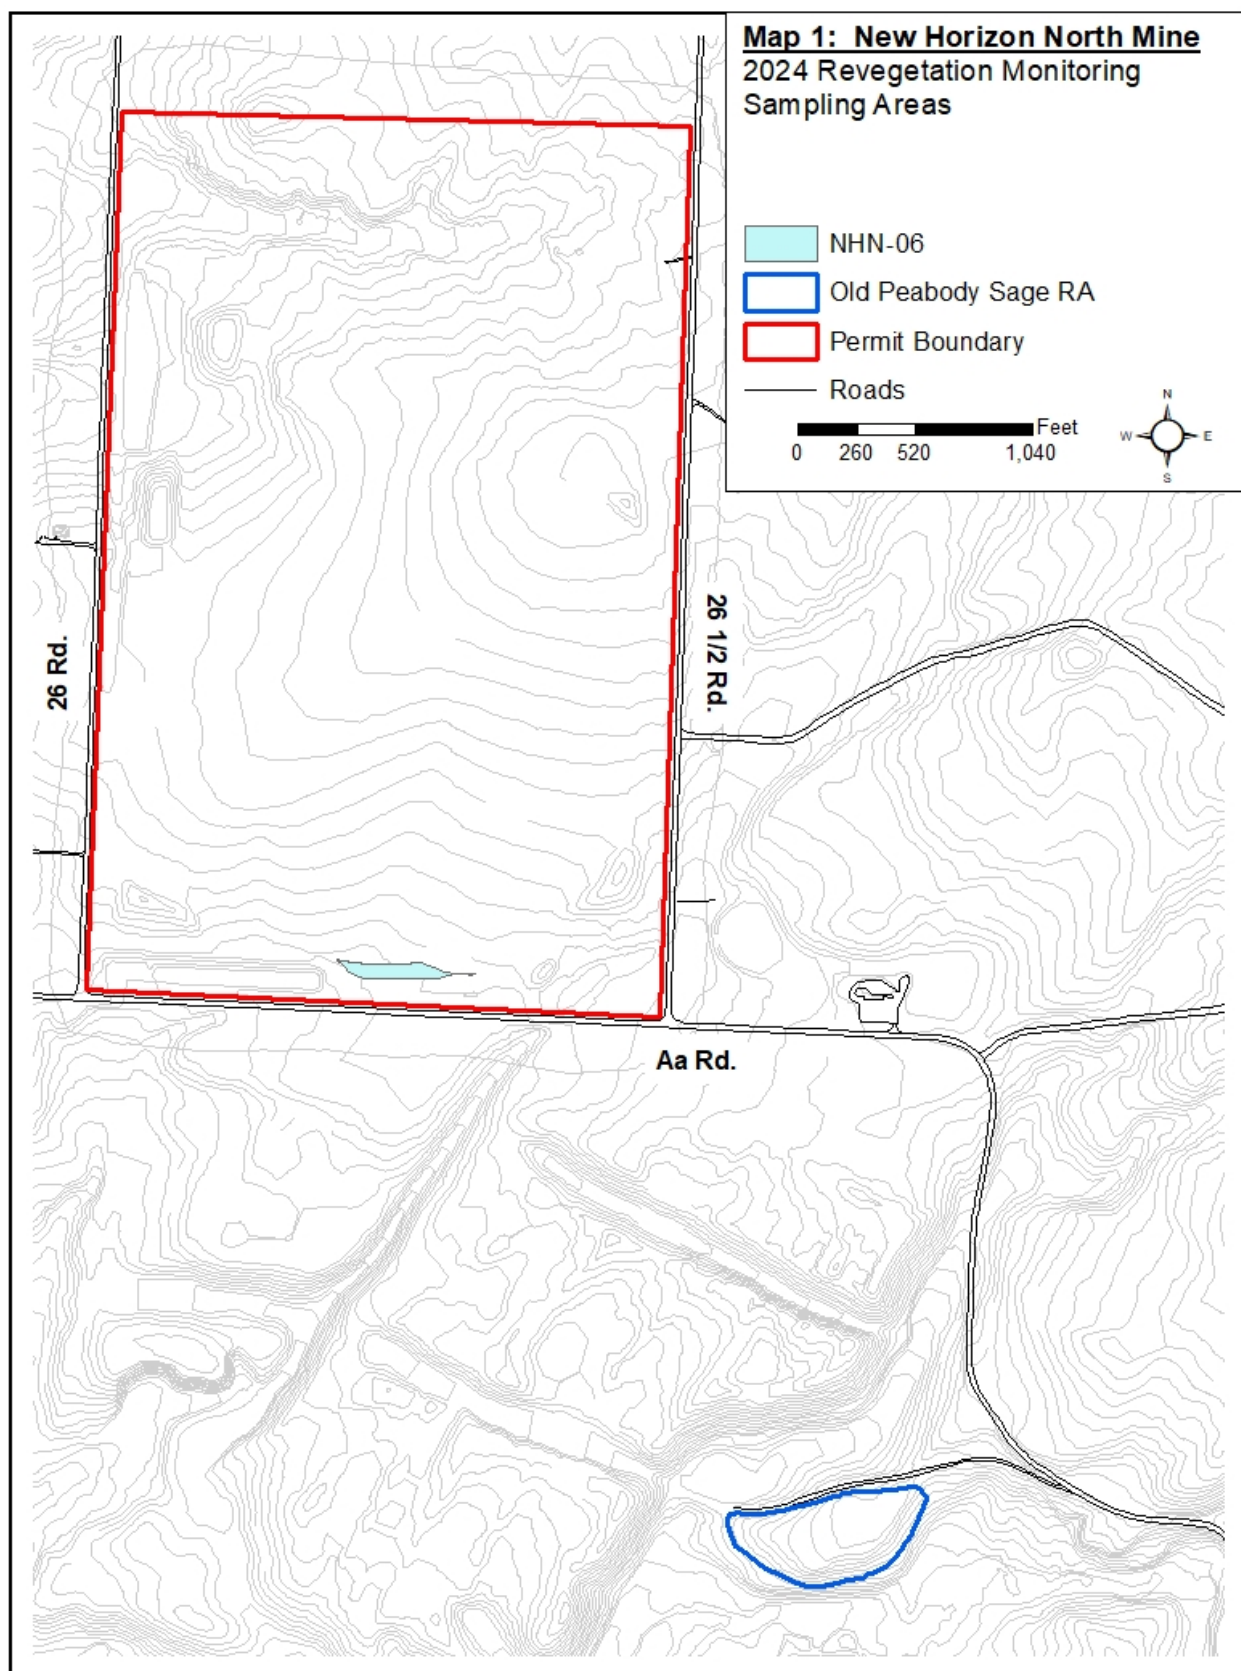 Map 1:  New Horizon North Mine
2024 Revegetation Monitoring
Sampling Areas
NHN-06
Old Peabody Sage RA
Permit Boundary
Roads
Feet
0 260 520 1,040
N
W E
S
26 Rd.
26 1/2 Rd.
Aa Rd.